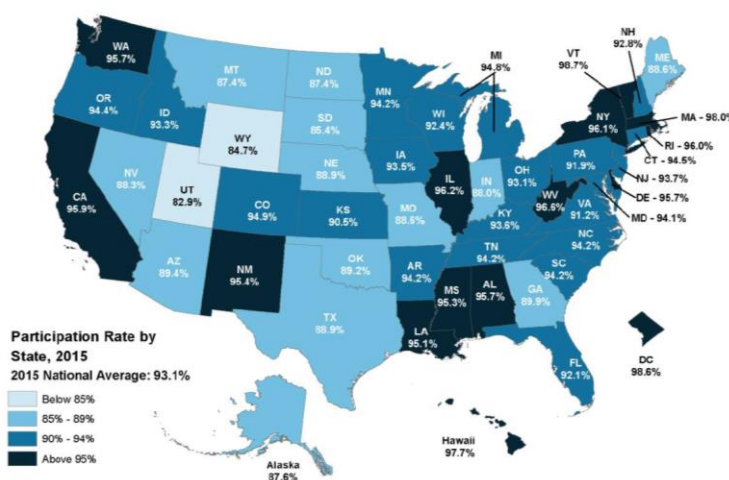 WA
95.7%
OR
94.4%
CA
95.9%
NV
88.3%
ID
93.3%
MT
87.4%
WY
84.7%
UT
82.9%
AZ
89.4%
CO
94.9%
NM
95.4%
ND
87.4%
SD
85.4%
NE
88.9%
KS
90.5%
OK
89.2%
TX
88.9%
MN
94.2%
IA
93.5%
MO
88.5%
AR
94.2%
LA
95.1%
WI
92.4%
IL
96.2%
MI
94.8%
IN
88.0%
OH
93.1%
KY
93.6%
TN
94.2%
MS
95.3%
AL
95.7%
GA
89.9%
FL
92.1%
SC
94.2%
NC
94.2%
VA
91.2%
WV
96.6%
PA
91.9%
NY
96.1%
VT
98.7%
NH
92.8%
ME
88.6%
MA - 98.0%
RI - 96.0%
CT - 94.5%
NJ - 93.7%
DE - 95.7%
MD - 94.1%
DC
98.6%
Participation Rate by
State, 2015
2015 National Average: 93.1%
Below 85%
85% - 89%
90% - 94%
Above 95%
Alaska
87.6%
Hawaii
97.7%